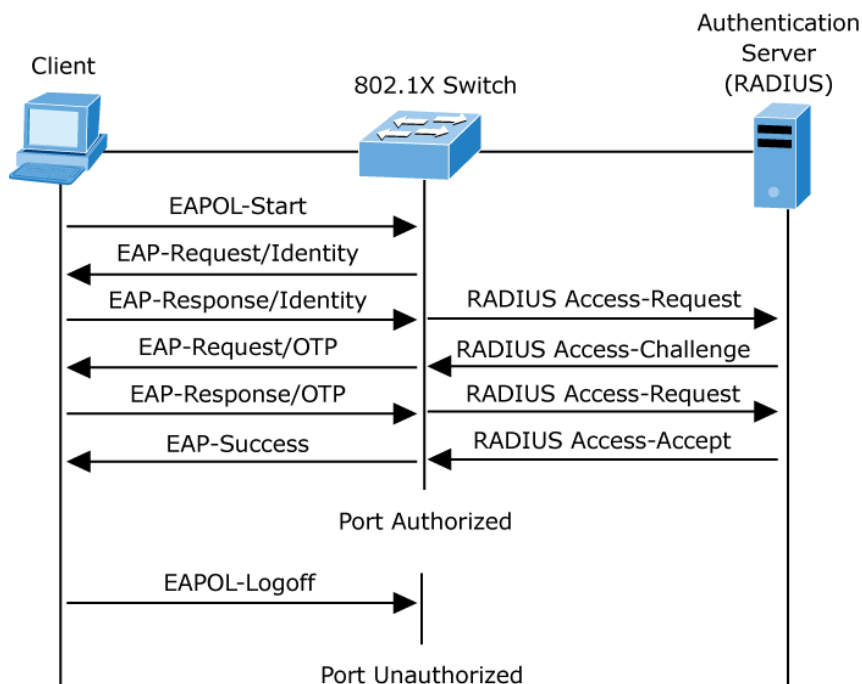 Authentication
Server
(RADIUS)
Client
802.1X Switch
EAPOL-Start
EAP-Request/Identity
EAP-Response/Identity
RADIUS Access-Request
EAP-Request/OTP
RADIUS Access-Challenge
EAP-Response/OTP
RADIUS Access-Request
EAP-Success
RADIUS Access-Accept
Port Authorized
EAPOL-Logoff
Port Unauthorized